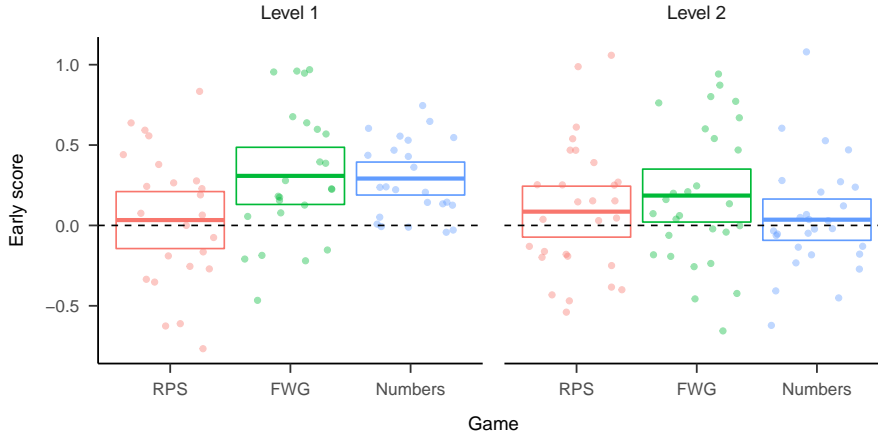 Level 1
Level 2
Early score
1.0
0.5
0.0
−0.5
RPS
FWG
Numbers
RPS
FWG
Numbers
Game